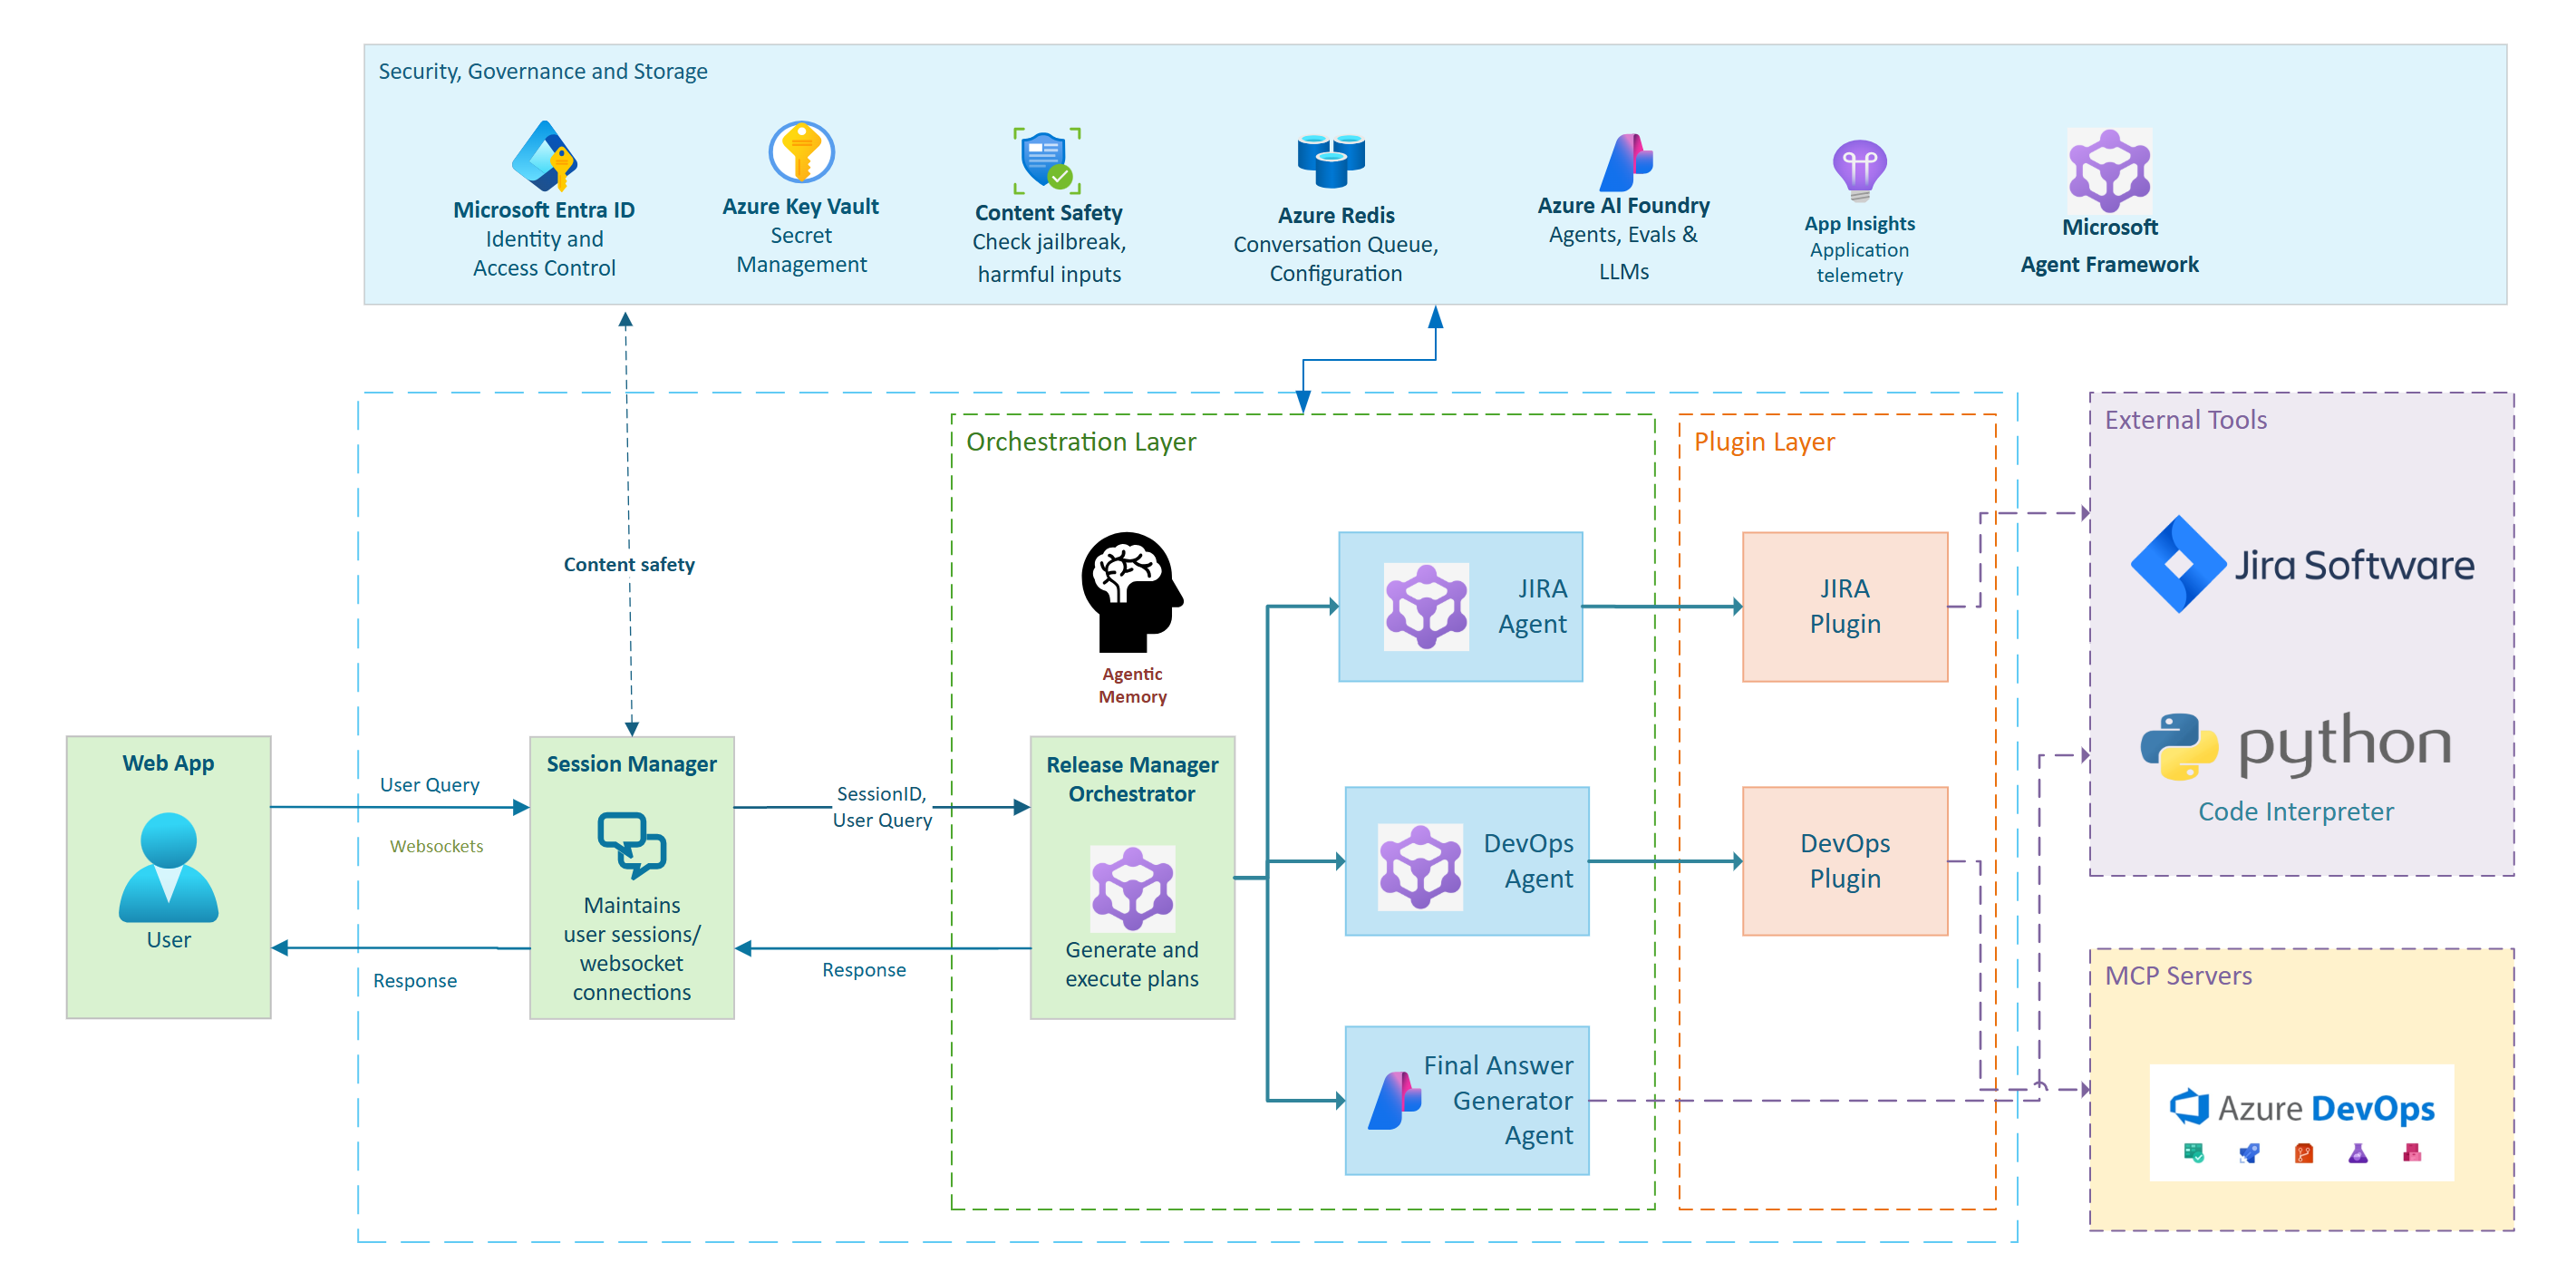 Security, Governance and Storage
Microsoft Entra ID
Identity and
Access Control
Azure Key Vault
Secret
Management
Content Safety
Check jailbreak,
harmful inputs
Azure Redis
Conversation Queue,
Configuration
Azure AI Foundry
Agents, Evals &
LLMs
App Insights
Application
telemetry
Microsoft
Agent Framework
Content safety
Orchestration Layer
Plugin Layer
External Tools
Agentic
Memory
JIRA
Agent
JIRA
Plugin
Jira Software
python
Code Interpreter
Web App
User
User Query
Websockets
Response
Session Manager
Maintains
user sessions/
websocket
connections
SessionID,
User Query
Response
Release Manager
Orchestrator
Generate and
execute plans
DevOps
Agent
DevOps
Plugin
Final Answer
Generator
Agent
MCP Servers
Azure DevOps